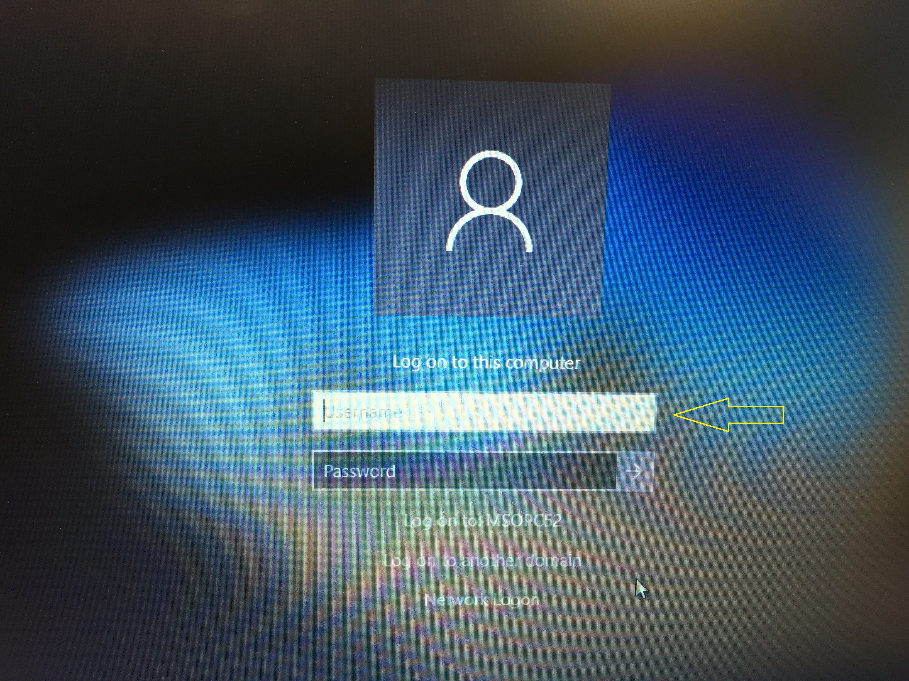 Log on to this computer
Username
Password
Log on to: MSOPC52
Log on to another domain
Network Logon